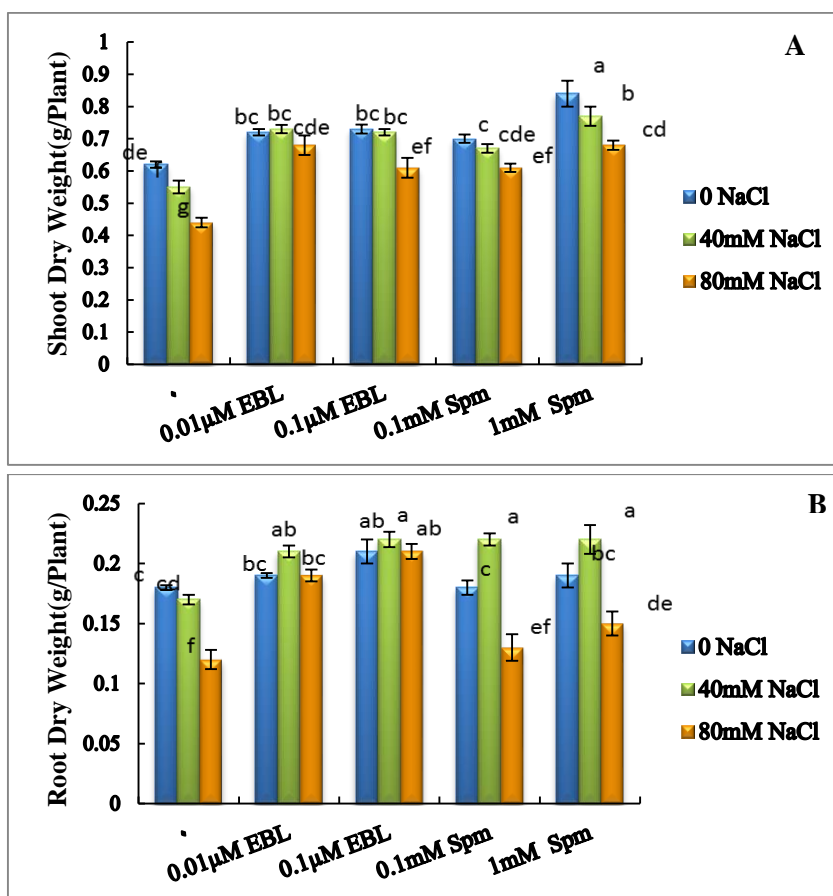 A
Shoot Dry Weight(g/Plant)
1
0.9
0.8
0.7
0.6
0.5
0.4
0.3
0.2
0.1
0
de
f
g
bc
bc
cde
bc
bc
ef
c
cde
ef
a
b
cd
0 NaCl
40mM NaCl
80mM NaCl
0.01µM EBL
0.1µM EBL
0.1mM Spm
1mM Spm
B
Root Dry Weight(g/Plant)
0.25
0.2
0.15
0.1
0.05
0
c
cd
f
bc
ab
bc
ab
a
ab
c
a
ef
bc
a
de
0 NaCl
40mM NaCl
80mM NaCl
0.01µM EBL
0.1µM EBL
0.1mM Spm
1mM Spm